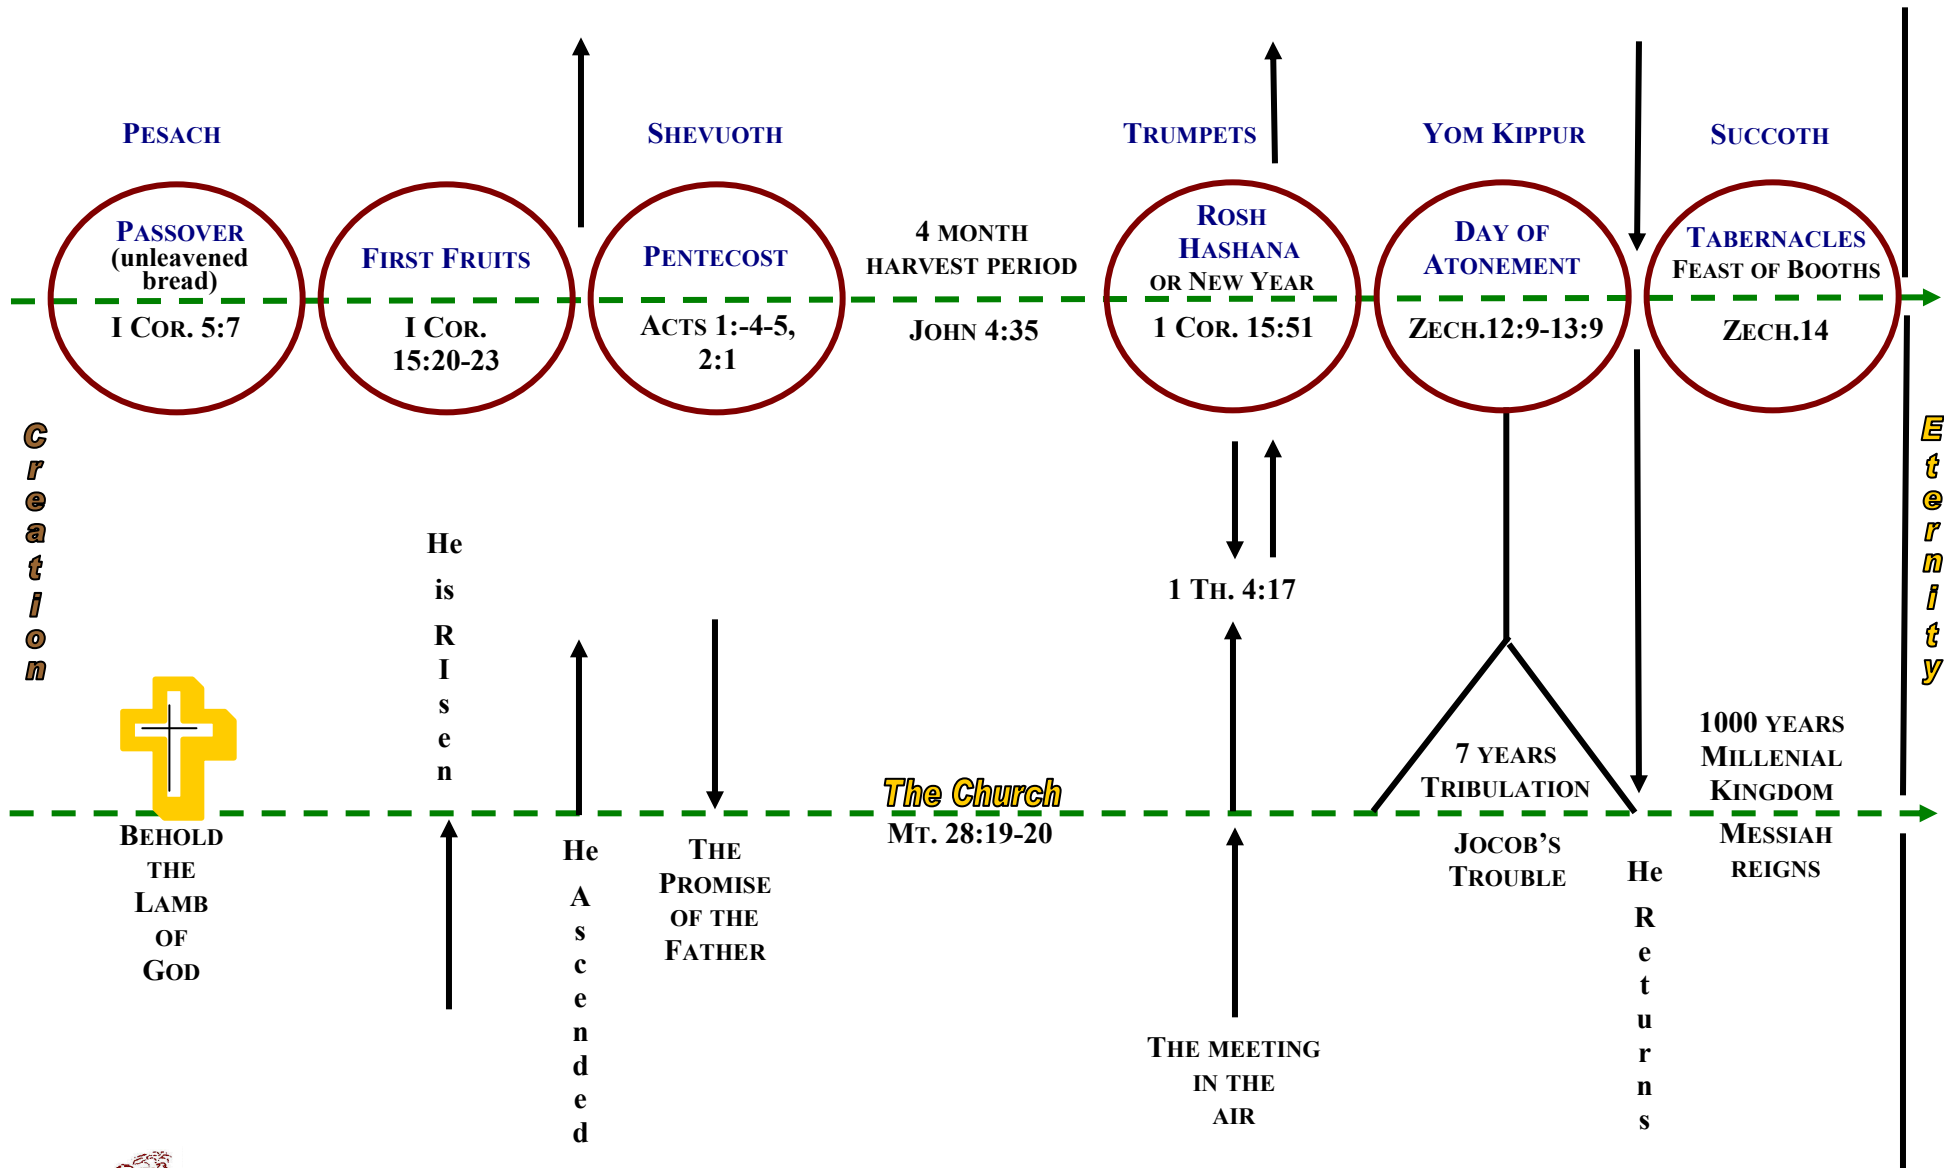 PESACH
SHEVUOTH
TRUMPETS
YOM KIPPUR
SUCCOTH
PASSOVER
(unleavened
bread)
I COR. 5:7
FIRST FRUITS
I COR.
15:20-23
PENTECOST
ACTS 1:-4-5,
2:1
4 MONTH
HARVEST PERIOD
JOHN 4:35
ROSH
HASHANA
OR NEW YEAR
1 COR. 15:51
DAY OF
ATONEMENT
ZECH.12:9-13:9
TABERNACLES
FEAST OF BOOTHS
ZECH.14
Creation
Eternity
He
is
RIsen
1 TH. 4:17
7 YEARS
TRIBULATION
1000 YEARS
MILLENIAL
KINGDOM
The Church
MT. 28:19-20
BEHOLD
THE
LAMB
OF
GOD
He
Ascended
THE
PROMISE
OF THE
FATHER
THE MEETING
IN THE
AIR
JOCOB'S
TROUBLE
He
Returns
MESSIAH
REIGNS